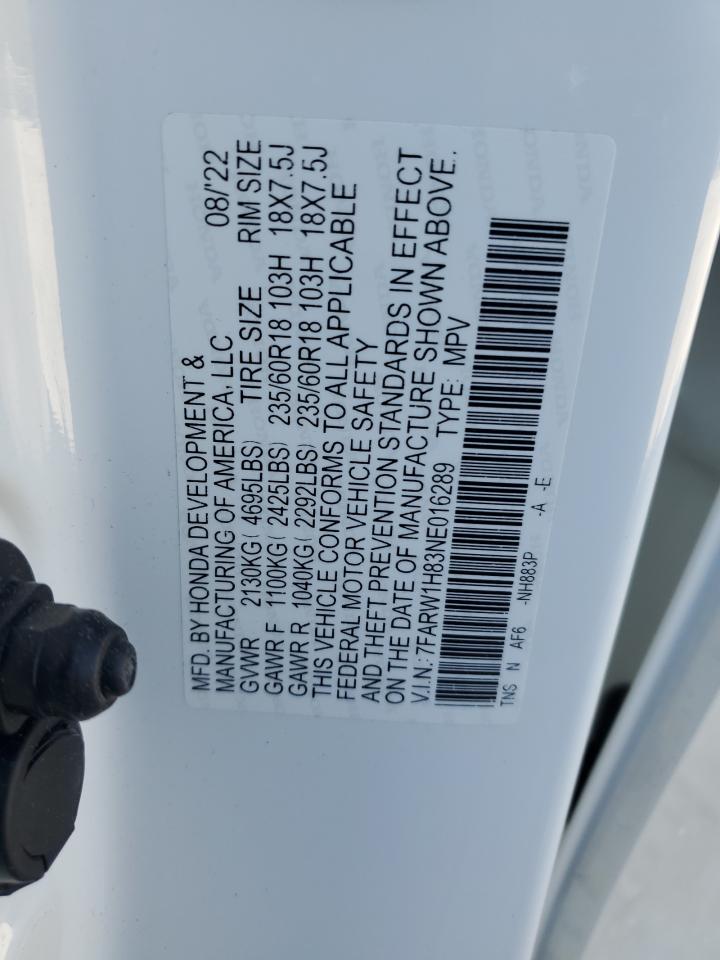 MFD. BY HONDA DEVELOPMENT & 08/'22
MANUFACTURING OF AMERICA, LLC
GVWR 2130KG( 4695LBS) TIRE SIZE RIM SIZE
GAWR F 1100KG( 2425LBS) 235/60R18 103H 18X7.5J
GAWR R 1040KG( 2292LBS) 235/60R18 103H 18X7.5J
THIS VEHICLE CONFORMS TO ALL APPLICABLE
FEDERAL MOTOR VEHICLE SAFETY
AND THEFT PREVENTION STANDARDS IN EFFECT
ON THE DATE OF MANUFACTURE SHOWN ABOVE.
V.I.N.: 7FARW1H83NE016289 TYPE: MPV
TNS N AF6 -NH883P -A -E